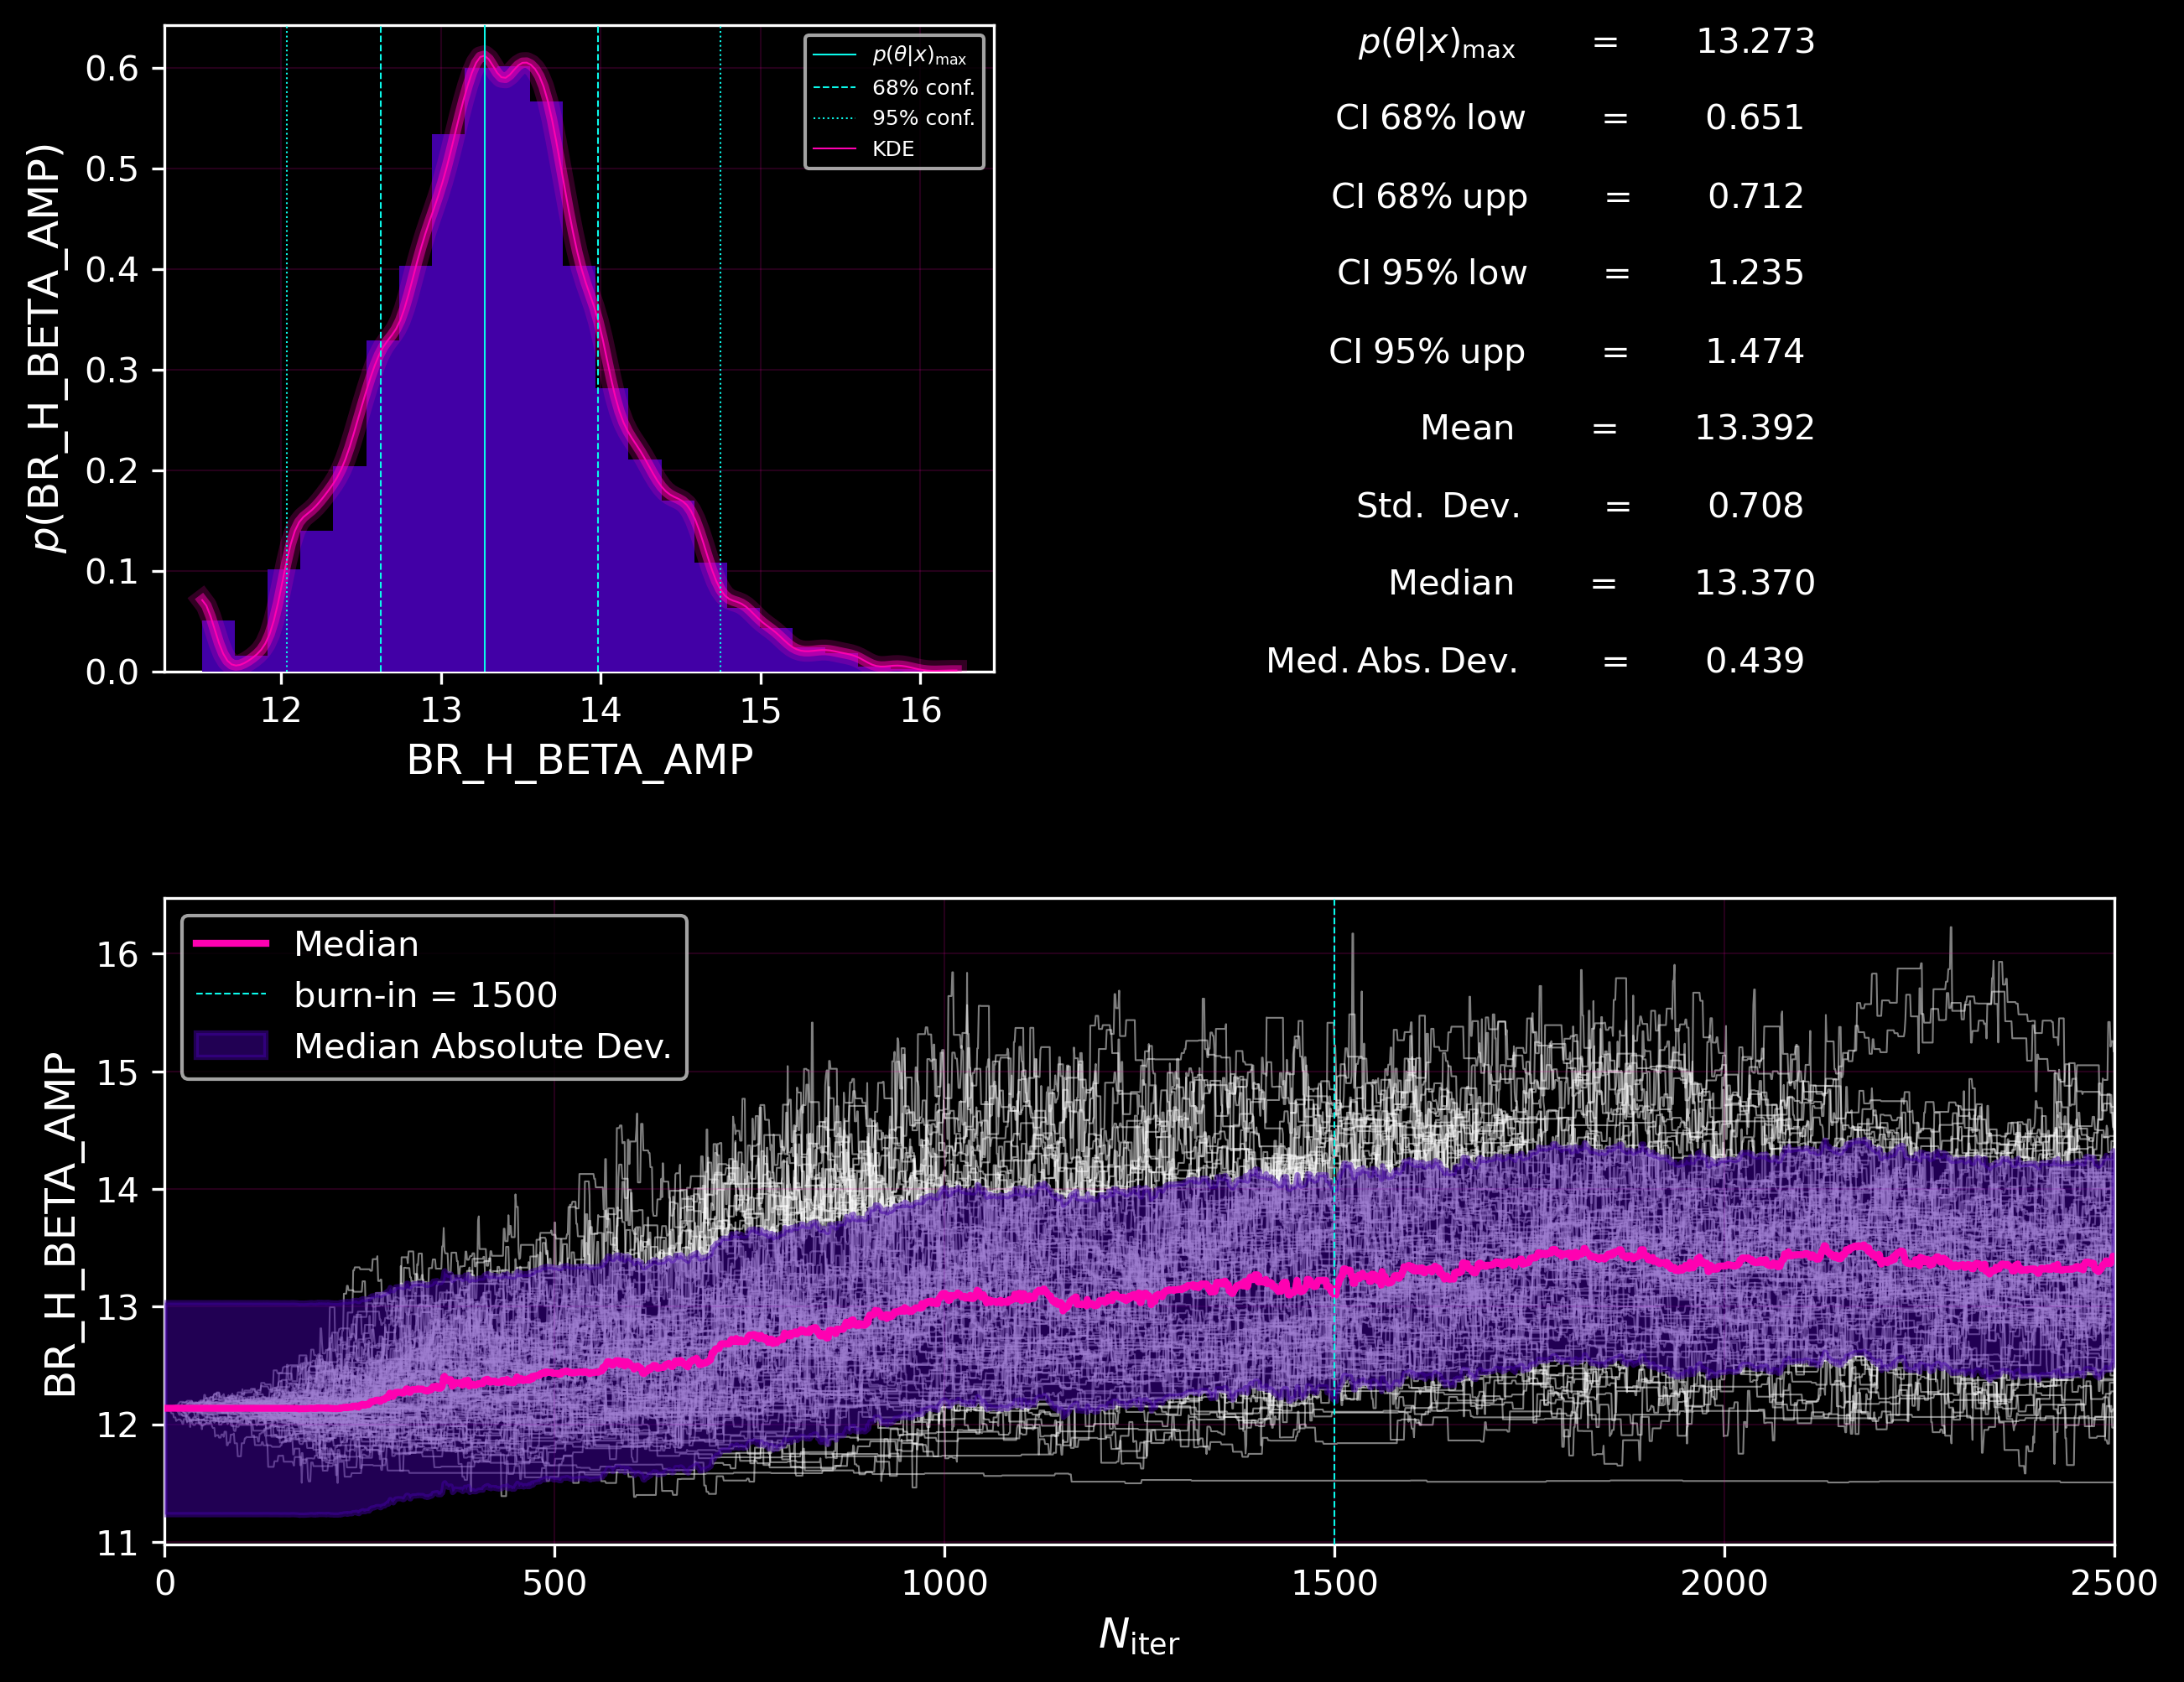 p(BR_H_BETA_AMP)
0.6
0.5
0.4
0.3
0.2
0.1
0.0
12 13 14 15 16
BR_H_BETA_AMP
p(θ|x)max
68% conf.
95% conf.
KDE
p(θ|x)max = 13.273
CI 68% low = 0.651
CI 68% upp = 0.712
CI 95% low = 1.235
CI 95% upp = 1.474
Mean = 13.392
Std. Dev. = 0.708
Median = 13.370
Med. Abs. Dev. = 0.439
BR_H_BETA_AMP
16
15
14
13
12
11
Median
burn-in = 1500
Median Absolute Dev.
0 500 1000 1500 2000 2500
Niter